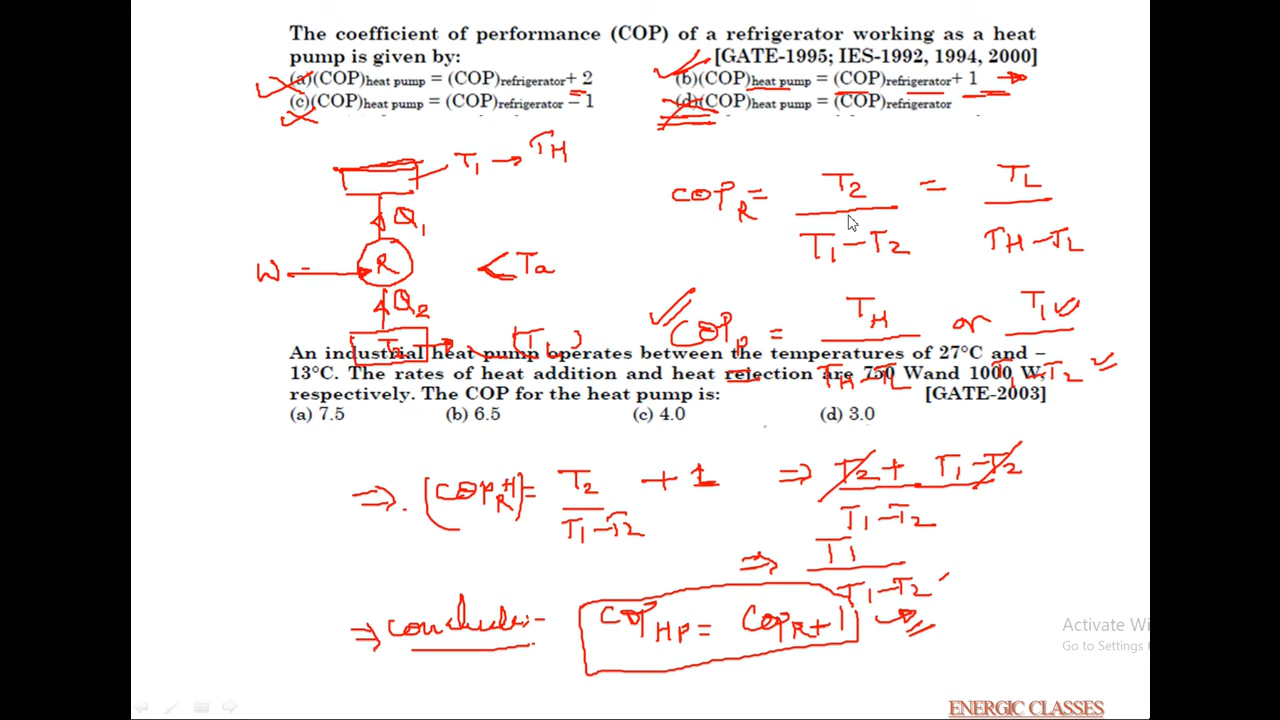 The coefficient of performance (COP) of a refrigerator working as a heat
pump is given by: [GATE-1995; IES-1992, 1994, 2000]
(a)(COP)heat pump = (COP)refrigerator+ 2 (b)(COP)heat pump = (COP)refrigerator+ 1
(c)(COP)heat pump = (COP)refrigerator – 1 (d)(COP)heat pump = (COP)refrigerator
T1 → TH
Q1
W R < Ta
Q2
(TL)
COPR = T2 / T1 – T2 = TL / TH – TL
COPP = TH / TH – TL or T1 / T1 – T2
An industrial heat pump operates between the temperatures of 27°C and –
13°C. The rates of heat addition and heat rejection are 750 Wand 1000 W,
respectively. The COP for the heat pump is: [GATE-2003]
(a) 7.5 (b) 6.5 (c) 4.0 (d) 3.0
⇒ (COPR+1) = T2 / T1–T2 + 1 ⇒ T2 + T1 – T2 / T1 – T2
⇒ T1 / T1 – T2
⇒ conclude:– COPHP = COPR+1
Activate Wi
Go to Settings
ENERGIC CLASSES